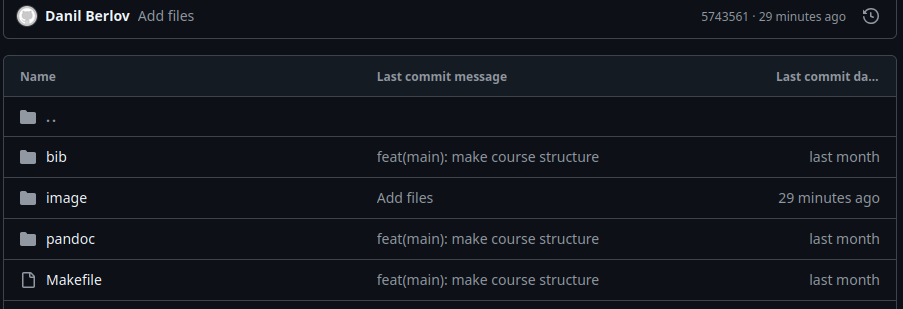 Danil Berlov Add files 5743561 · 29 minutes ago
Name Last commit message Last commit da...
..
bib feat(main): make course structure last month
image Add files 29 minutes ago
pandoc feat(main): make course structure last month
Makefile feat(main): make course structure last month